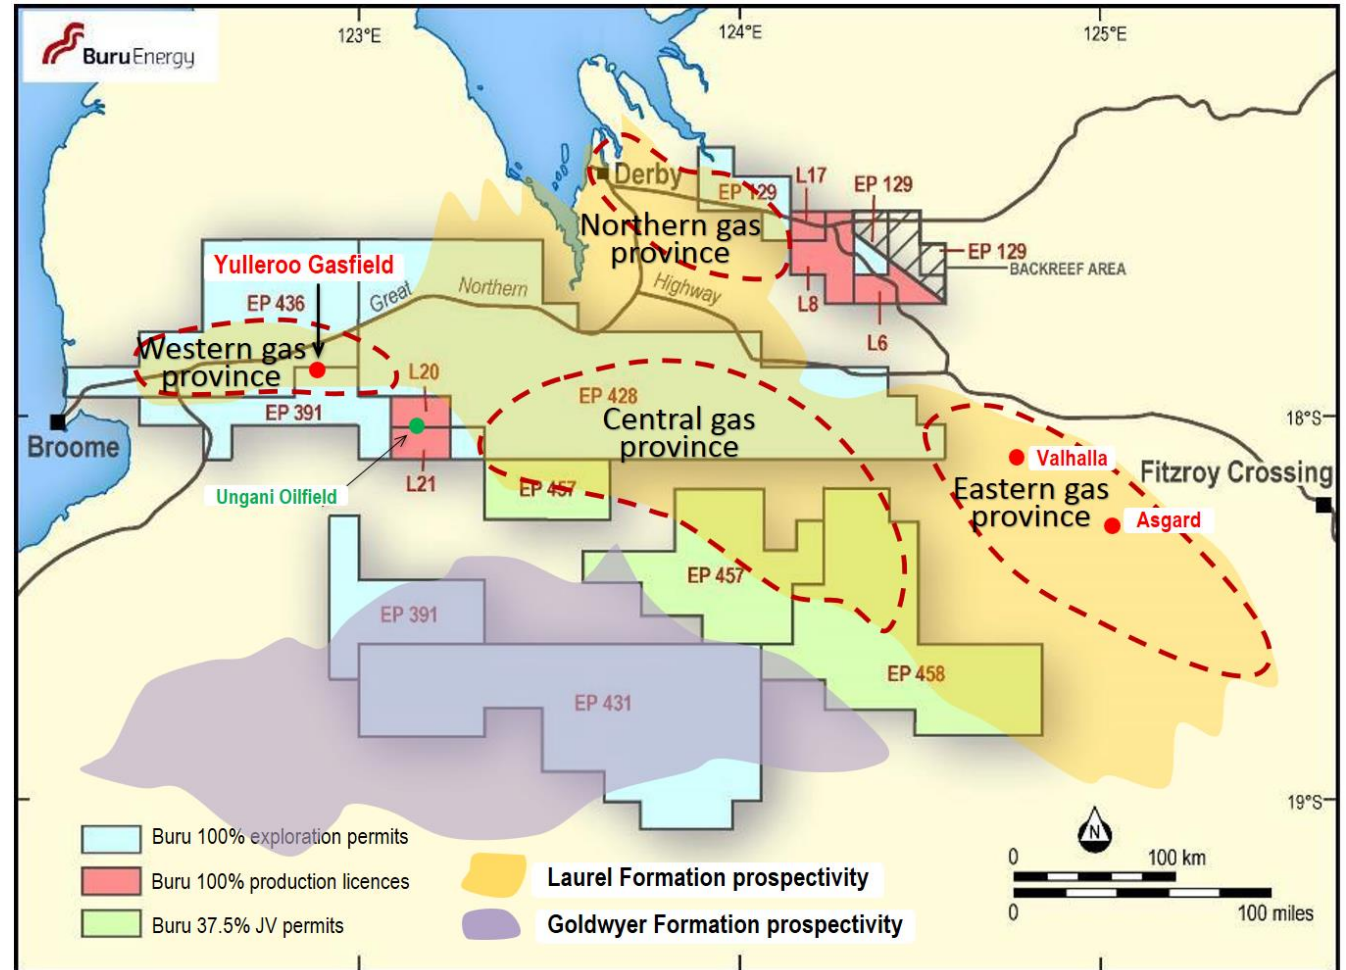 123°E
124°E
125°E
BuruEnergy
Derby
L17
EP 129
EP 129
EP 129
BACKREEF AREA
Northern gas
province
Yulleroo Gasfield
EP 436
Great
Northern
Highway
L8
L6
Western gas
province
L20
EP 391
EP 428
Central gas
province
18°S
Broome
L21
Ungani Oilfield
EP 457
Valhalla
Fitzroy Crossing
Eastern gas
province
Asgard
EP 457
EP 391
EP 458
EP 431
19°S
N
Buru 100% exploration permits
Buru 100% production licences
Buru 37.5% JV permits
Laurel Formation prospectivity
Goldwyer Formation prospectivity
0
100 km
0
100 miles